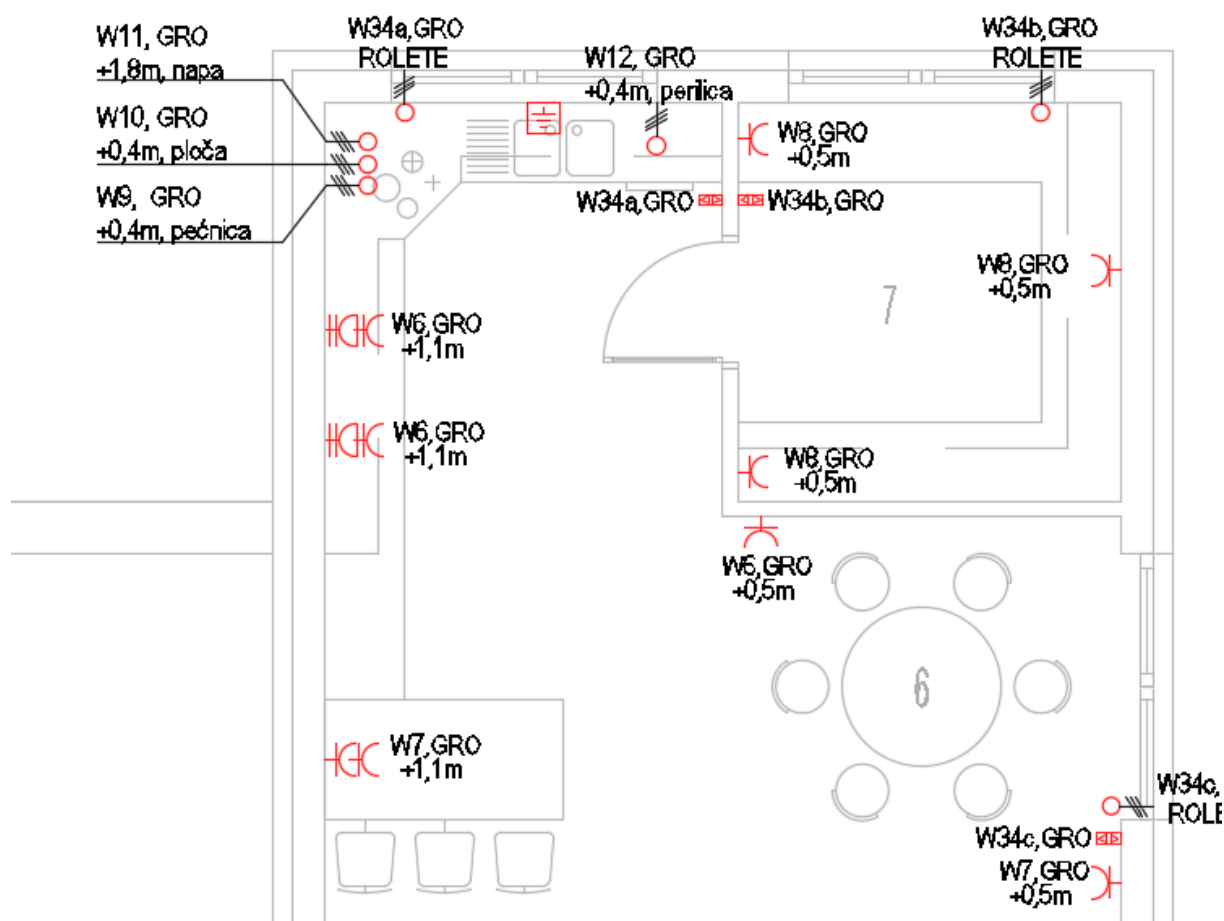 W11, GRO
+1,8m, napa
W10, GRO
+0,4m, ploča
W9, GRO
+0,4m, pećnica
W34a,GRO
ROLETE
W12, GRO
+0,4m, perilica
W34b,GRO
ROLETE
W8,GRO
+0,5m
W34a,GRO
W34b,GRO
W8,GRO
+0,5m
7
W6,GRO
+1,1m
W6,GRO
+1,1m
W8,GRO
+0,5m
W6,GRO
+0,5m
6
W7,GRO
+1,1m
W34c,
ROLE
W34c,GRO
W7,GRO
+0,5m